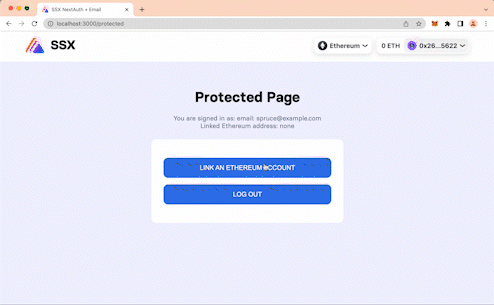 SSX NextAuth + Email
localhost:3000/protected
SSX
Ethereum
0 ETH
0x26...5622
Protected Page
You are signed in as: email: spruce@example.com
Linked Ethereum address: none
LINK AN ETHEREUM ACCOUNT
LOG OUT